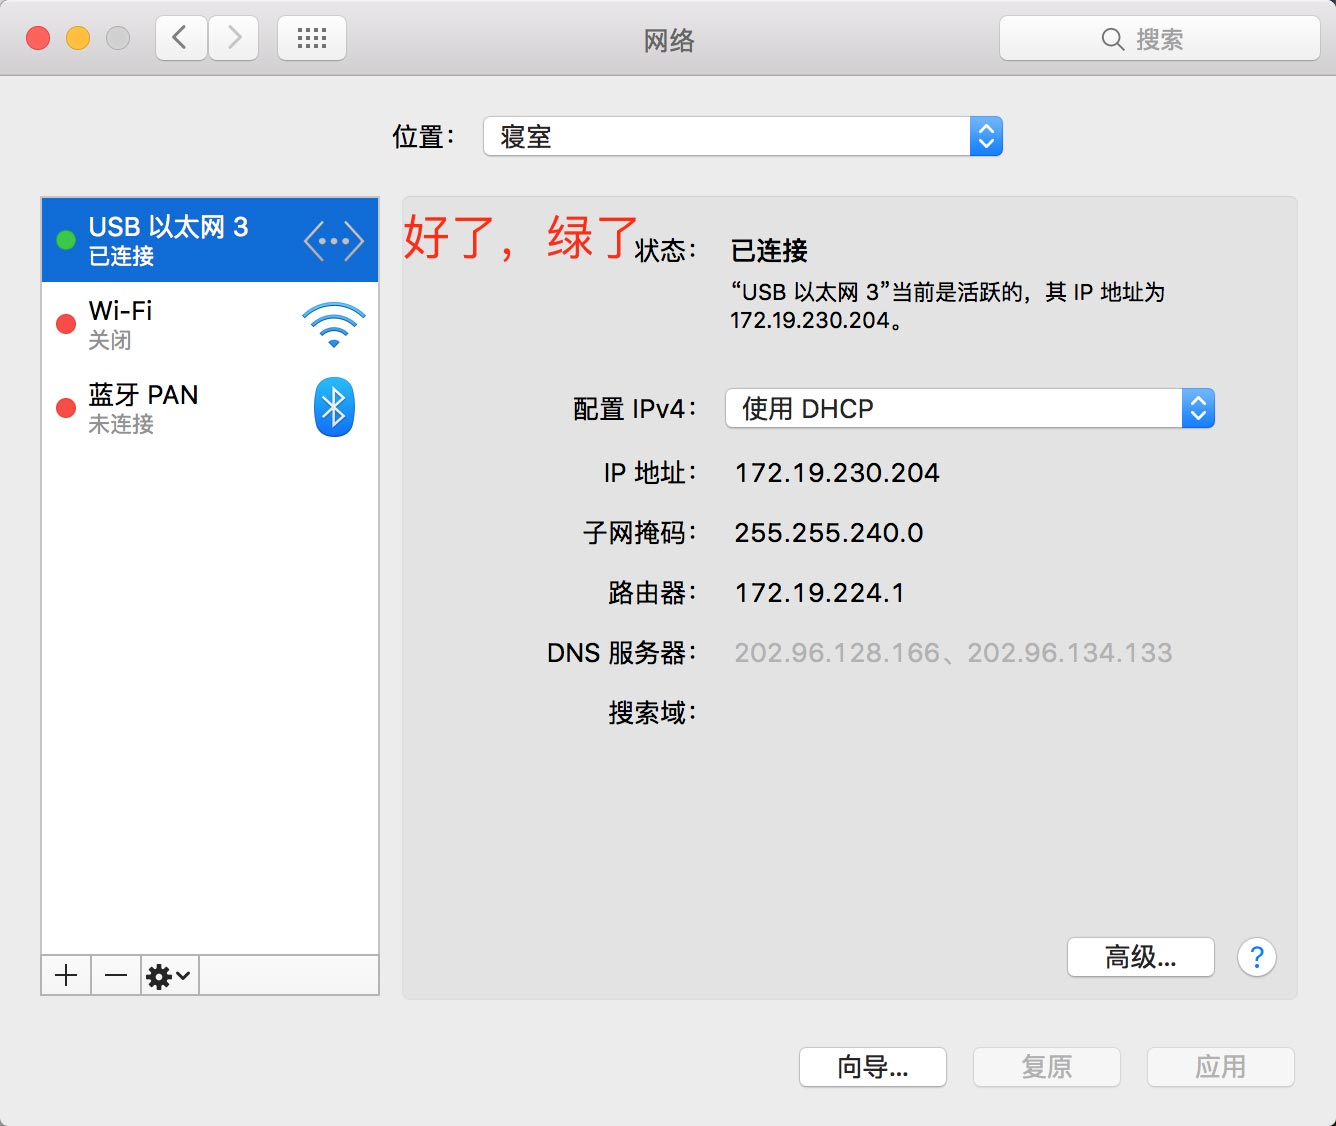 网络
搜索
位置： 寝室
USB 以太网 3
已连接
Wi-Fi
关闭
蓝牙 PAN
未连接
好了，绿了
状态： 已连接
“USB 以太网 3”当前是活跃的，其 IP 地址为
172.19.230.204。
配置 IPv4： 使用 DHCP
IP 地址： 172.19.230.204
子网掩码： 255.255.240.0
路由器： 172.19.224.1
DNS 服务器： 202.96.128.166、202.96.134.133
搜索域：
高级... ?
向导... 复原 应用